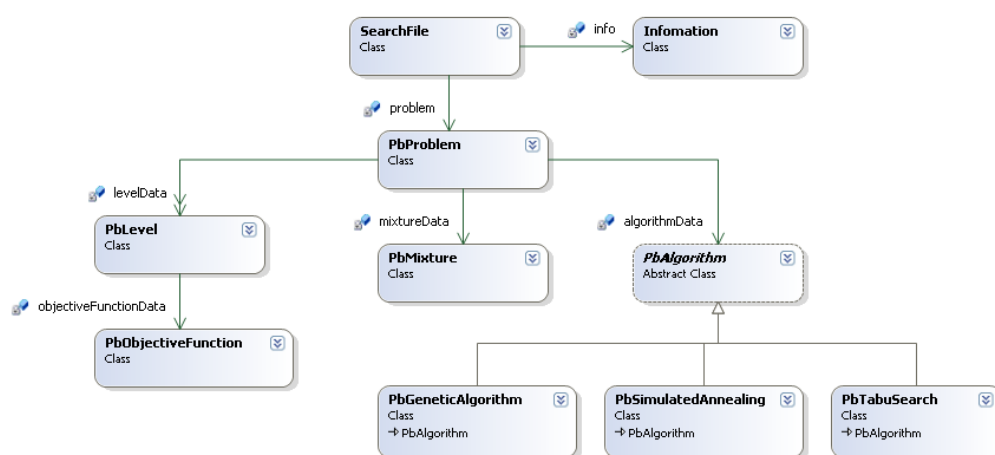 SearchFile
Class
info
Infomation
Class
problem
PbProblem
Class
levelData
mixtureData
algorithmData
PbLevel
Class
PbMixture
Class
PbAlgorithm
Abstract Class
objectiveFunctionData
PbObjectiveFunction
Class
PbGeneticAlgorithm
Class
PbAlgorithm
PbSimulatedAnnealing
Class
PbAlgorithm
PbTabuSearch
Class
PbAlgorithm